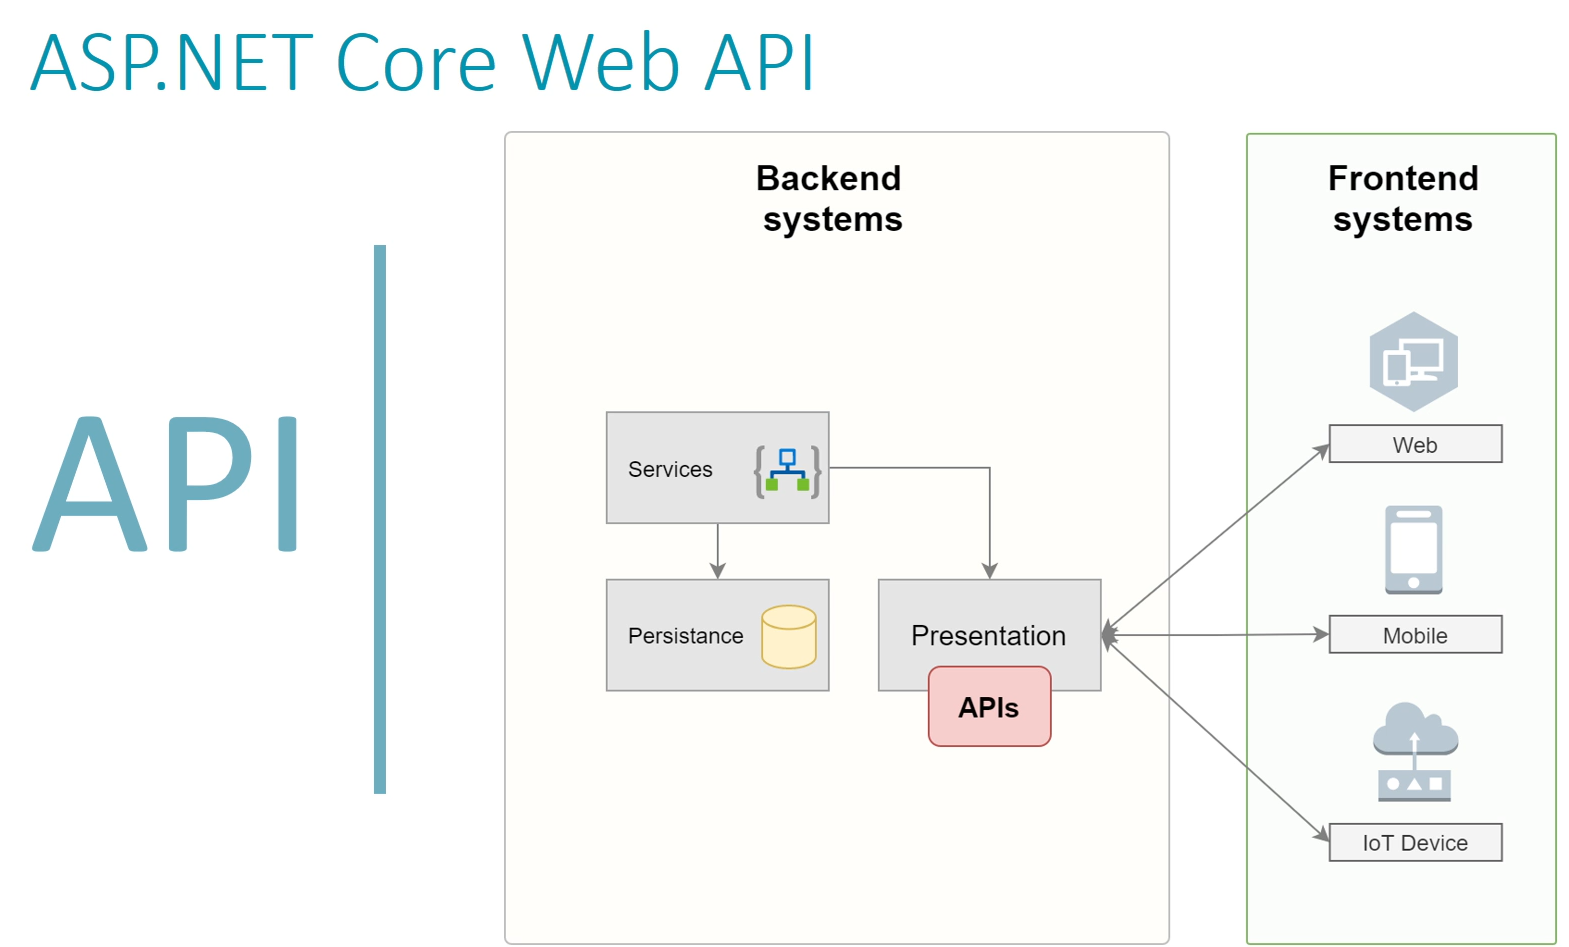 ASP.NET Core Web API
API
Backend
systems
Services
Persistance
Presentation
APIs
Frontend
systems
Web
Mobile
IoT Device